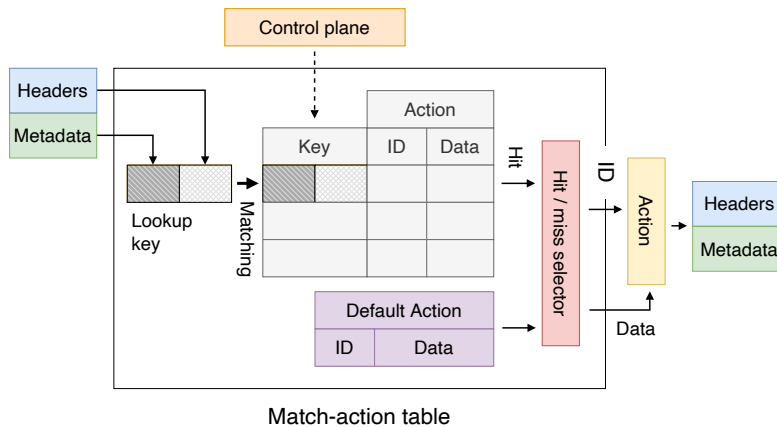 Control plane
Headers
Metadata
Action
Key
ID
Data
Lookup
key
Matching
Hit
Hit / miss selector
ID
Action
Headers
Metadata
Default Action
ID
Data
Data
Match-action table